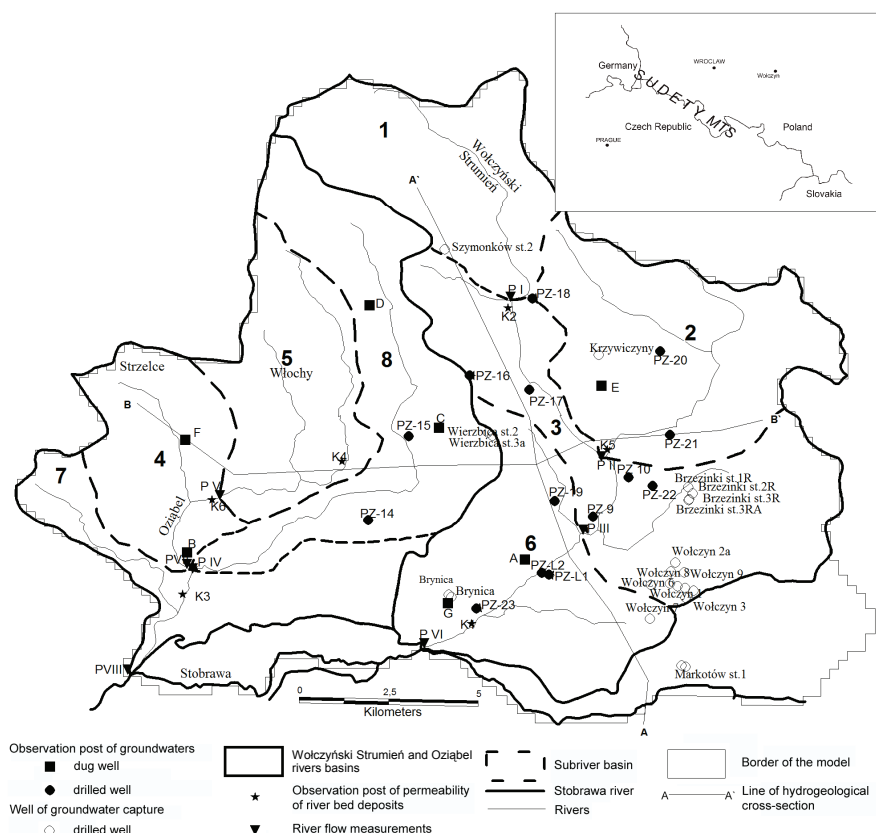 Germany
WROCLAW
Wołczyn
SUDETY MTS
PRAGUE
Czech Republic
Poland
Slovakia
1
Wołczyński
Strumień
A`
Szymonków st.2
P I
PZ-18
K2
D
2
8
Krzywiczyny
PZ-20
5
Włochy
Strzelce
PZ-16
E
PZ-17
B
C
3
B`
F
PZ-15
Wierzbica st.2
Wierzbica st.3a
PZ-21
K5
K4
P II
7
4
P V
PZ 10
Brzezinki st.1R
Brzezinki st.2R
PZ-22
Brzezinki st.3R
Brzezinki st.3RA
K6
PZ-19
Oziąbel
PZ-14
PZ 9
P III
6
B
A
Wołczyn 2a
PV
P IV
PZ-L2
PZ-L1
Wołczyn 8
Wołczyn 9
Wołczyn 6
Wołczyn 1
Brynica
Brynica
K3
Wołczyn 7
Wołczyn 3
G
PZ-23
P VI
PVIII
Stobrawa
Markotów st.1
0
2,5
5
Kilometers
A
Observation post of groundwaters
dug well
drilled well
Well of groundwater capture
drilled well
Wołczyński Strumień and Oziąbel
rivers basins
Observation post of permeability
of river bed deposits
River flow measurements
Subriver basin
Stobrawa river
Rivers
Border of the model
A A` Line of hydrogeological
cross-section